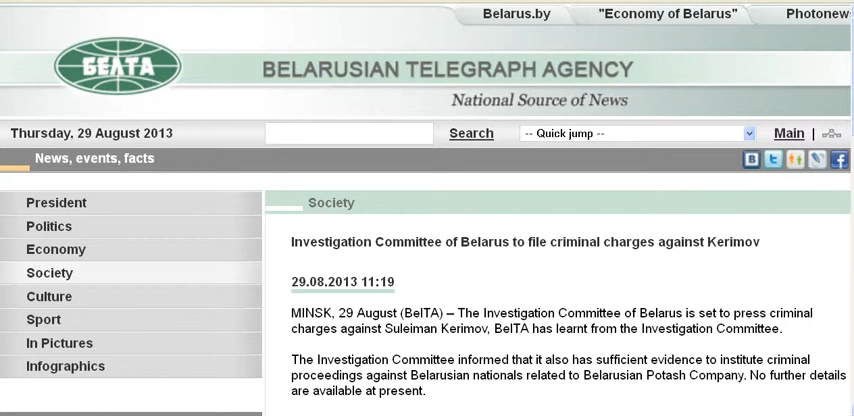 Belarus.by
"Economy of Belarus"
Photonew
БЕЛТА
BELARUSIAN TELEGRAPH AGENCY
National Source of News
Thursday, 29 August 2013
Search
-- Quick jump --
Main |
News, events, facts
President
Politics
Economy
Society
Culture
Sport
In Pictures
Infographics
Society
Investigation Committee of Belarus to file criminal charges against Kerimov
29.08.2013 11:19
MINSK, 29 August (BelTA) – The Investigation Committee of Belarus is set to press criminal
charges against Suleiman Kerimov, BelTA has learnt from the Investigation Committee.
The Investigation Committee informed that it also has sufficient evidence to institute criminal
proceedings against Belarusian nationals related to Belarusian Potash Company. No further details
are available at present.